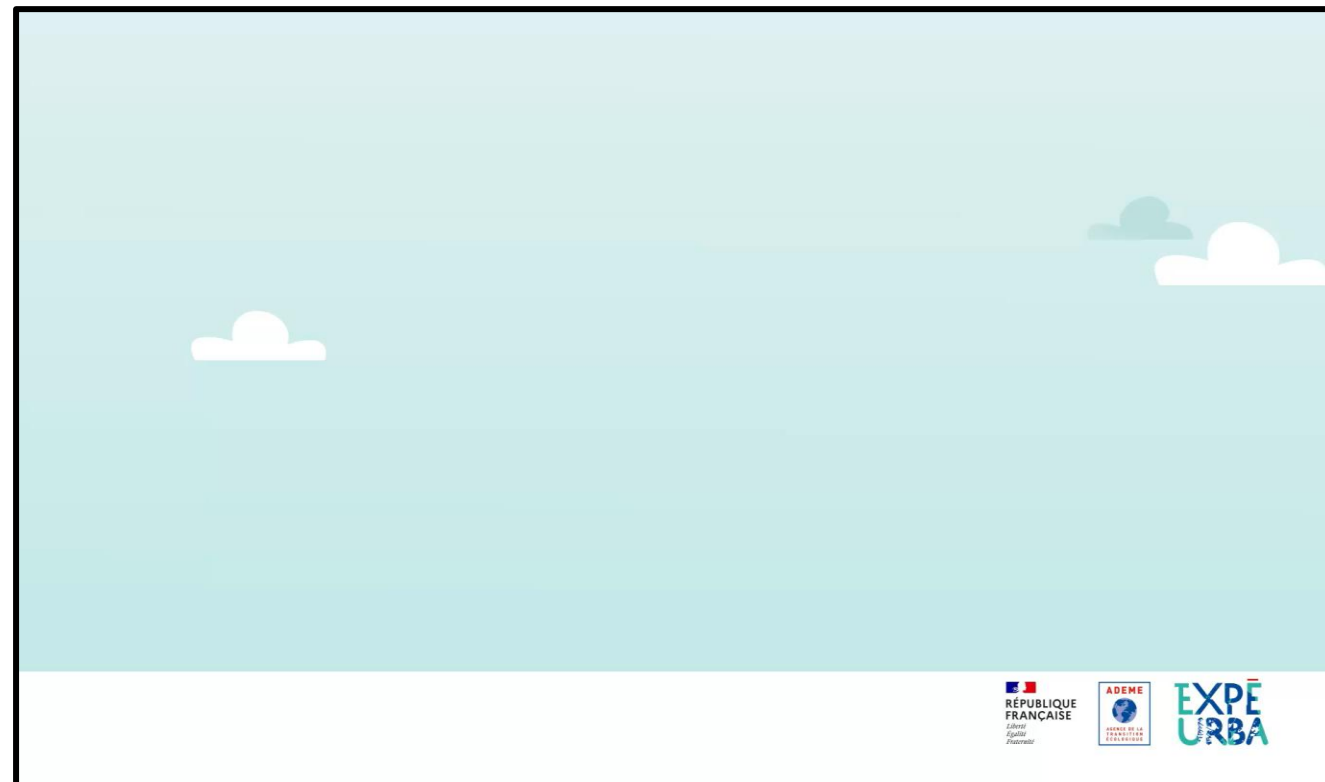 RÉPUBLIQUE
FRANÇAISE
Liberté
Égalité
Fraternité
ADEME
AGENCE DE LA
TRANSITION
ÉCOLOGIQUE
EXPÉ
URBA